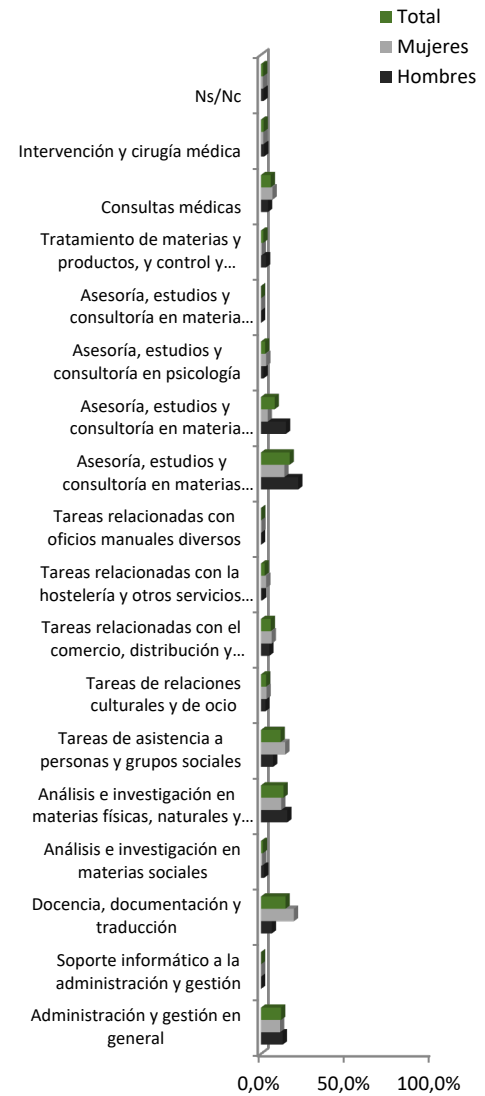 Total
Mujeres
Hombres
Ns/Nc
Intervención y cirugía médica
Consultas médicas
Tratamiento de materias y
productos, y control y…
Asesoría, estudios y
consultoría en materia…
Asesoría, estudios y
consultoría en psicología
Asesoría, estudios y
consultoría en materia…
Asesoría, estudios y
consultoría en materias…
Tareas relacionadas con
oficios manuales diversos
Tareas relacionadas con la
hostelería y otros servicios…
Tareas relacionadas con el
comercio, distribución y…
Tareas de relaciones
culturales y de ocio
Tareas de asistencia a
personas y grupos sociales
Análisis e investigación en
materias físicas, naturales y…
Análisis e investigación en
materias sociales
Docencia, documentación y
traducción
Soporte informático a la
administración y gestión
Administración y gestión en
general
0,0% 50,0% 100,0%